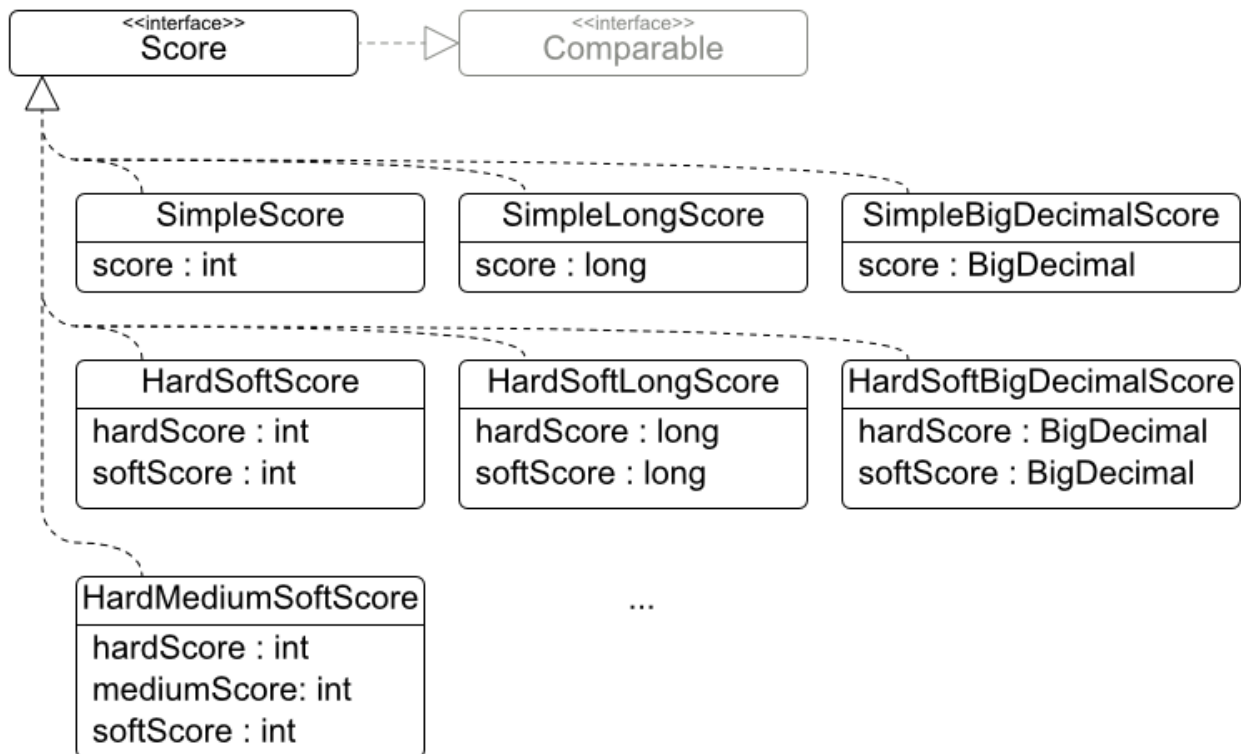 <<interface>>
Score
<<interface>>
Comparable
SimpleScore
score : int
SimpleLongScore
score : long
SimpleBigDecimalScore
score : BigDecimal
HardSoftScore
hardScore : int
softScore : int
HardSoftLongScore
hardScore : long
softScore : long
HardSoftBigDecimalScore
hardScore : BigDecimal
softScore : BigDecimal
HardMediumSoftScore
hardScore : int
mediumScore: int
softScore : int
...